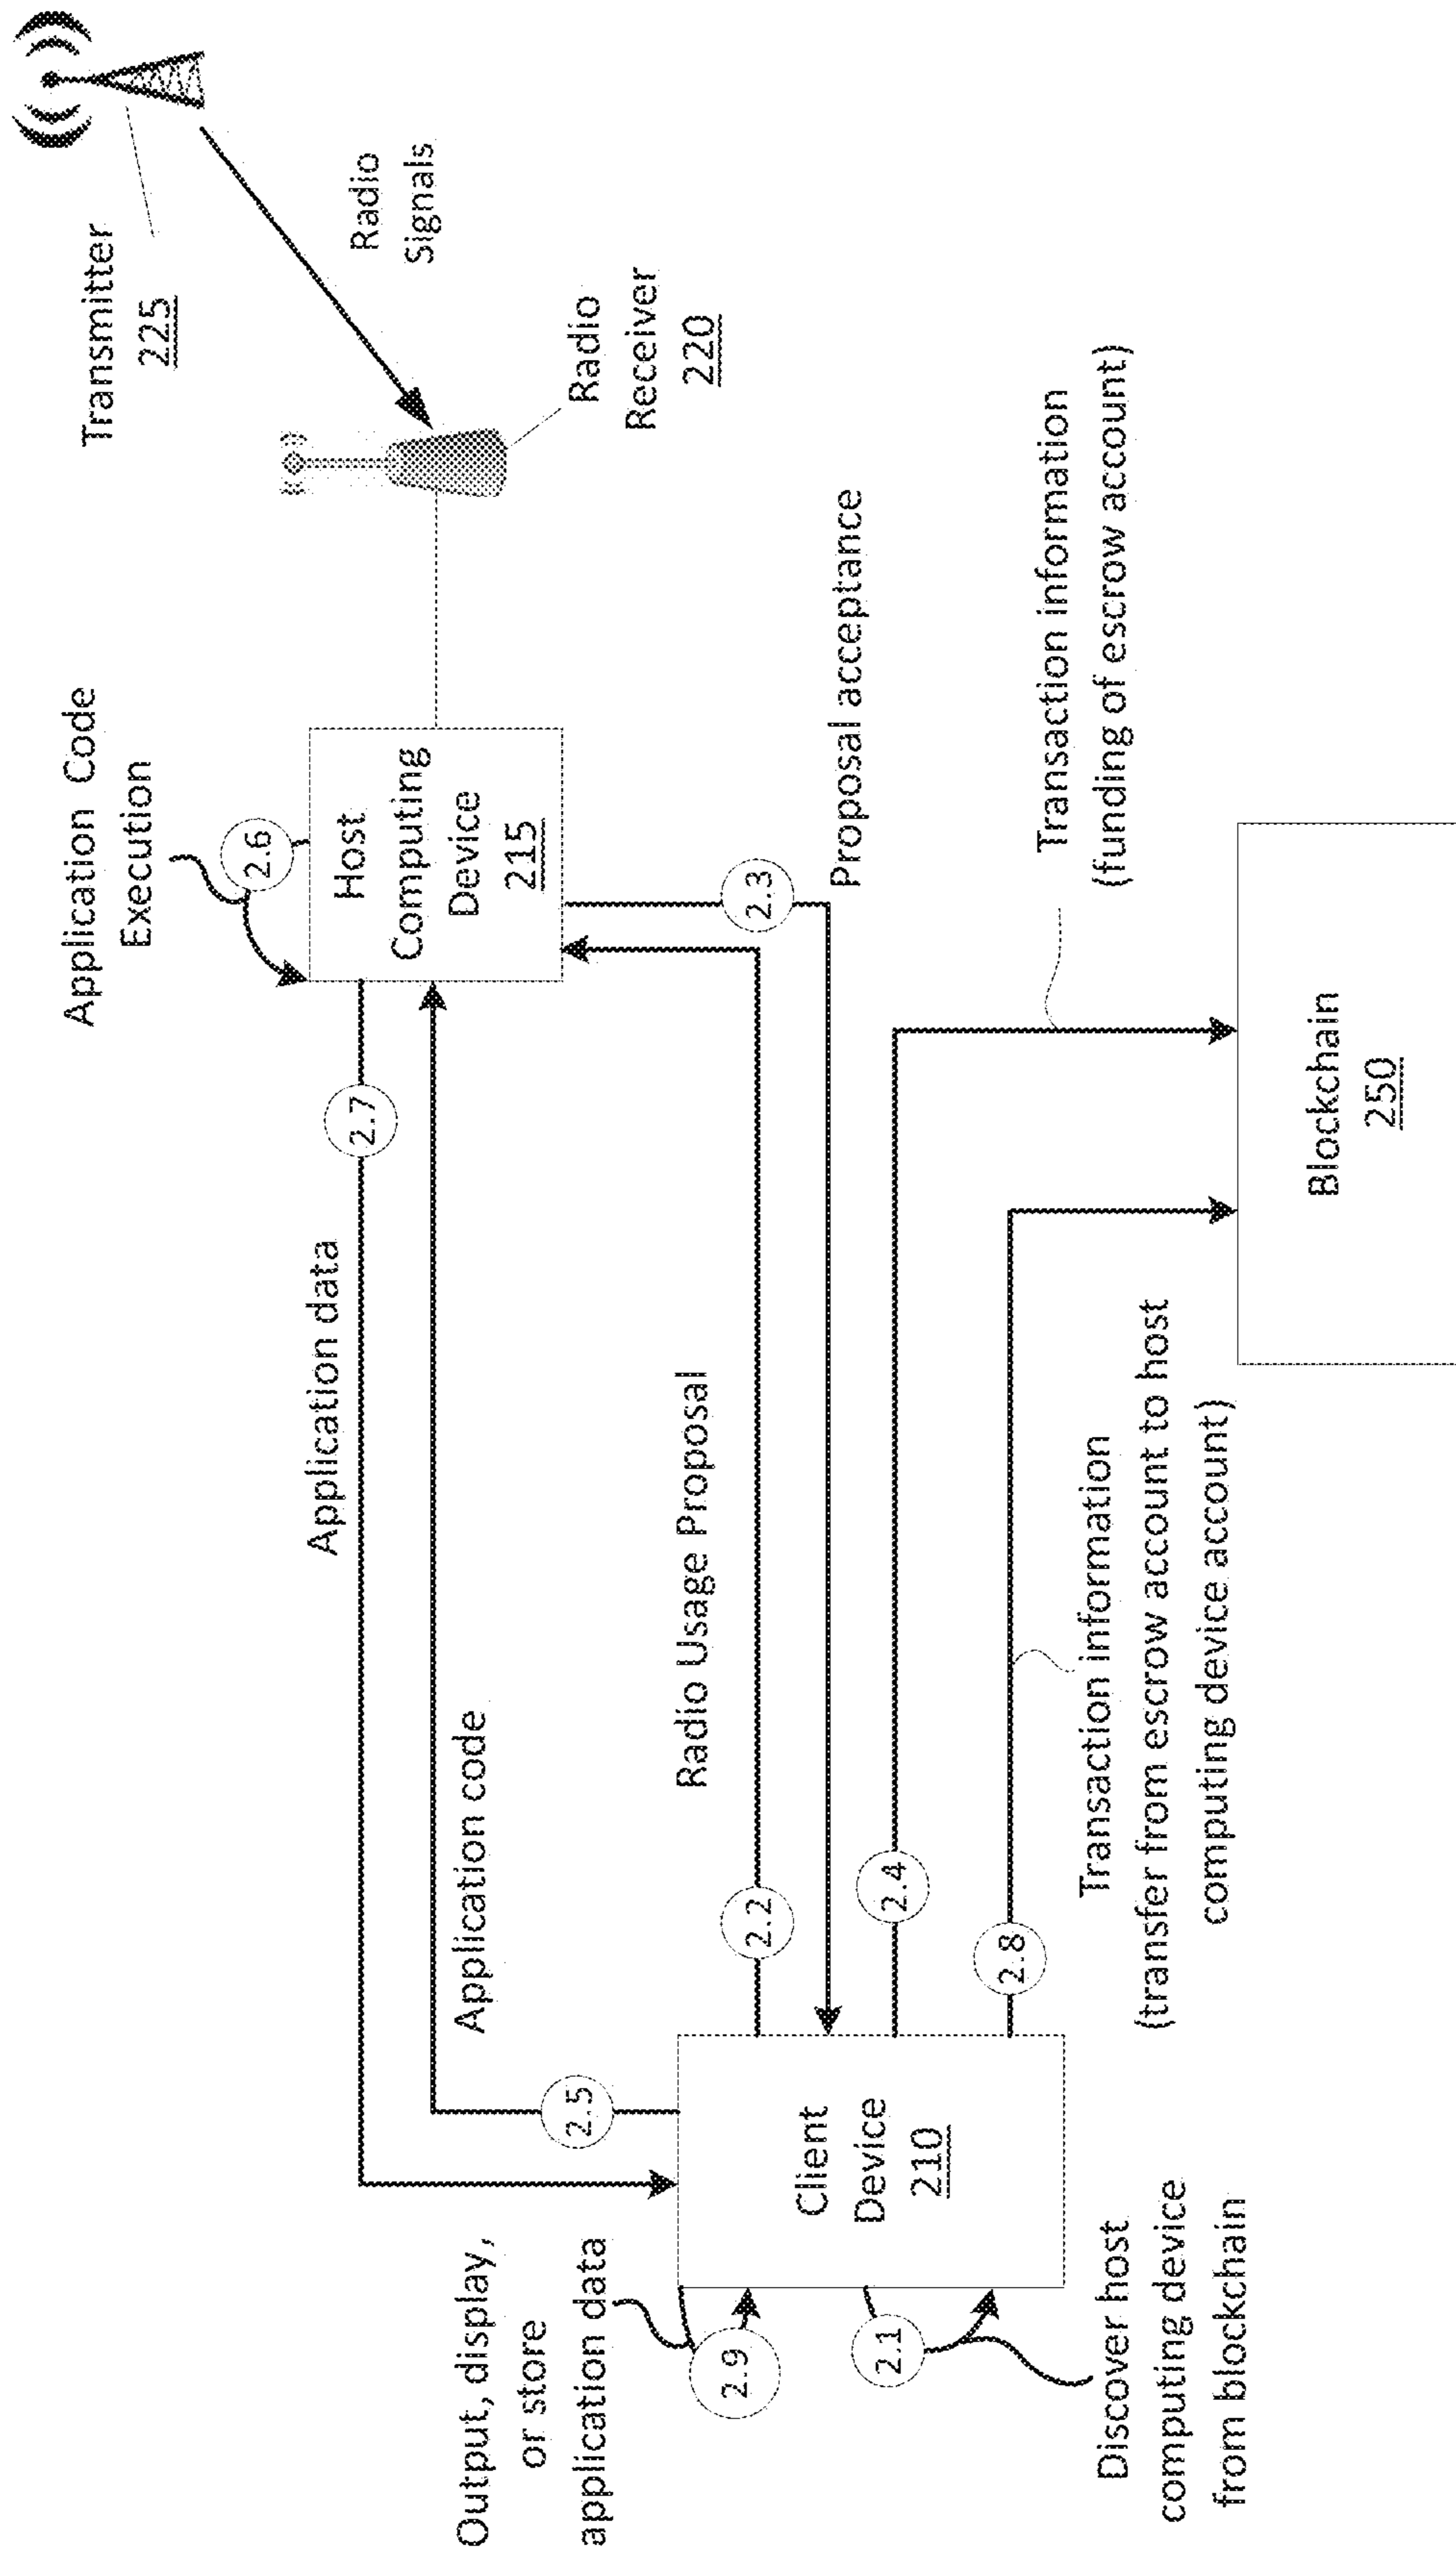 Transmitter
225
Radio
Signals
Radio
Receiver
220
Application Code
Execution
2.6
Host
Computing
Device
215
2.7
Application data
2.3
Proposal acceptance
Application code
2.5
Radio Usage Proposal
2.2
2.4
Transaction information
(funding of escrow account)
2.8
Transaction information
(transfer from escrow account to host
computing device account)
Blockchain
250
Client
Device
210
Output, display,
or store
application data
2.9
2.1
Discover host
computing device
from blockchain